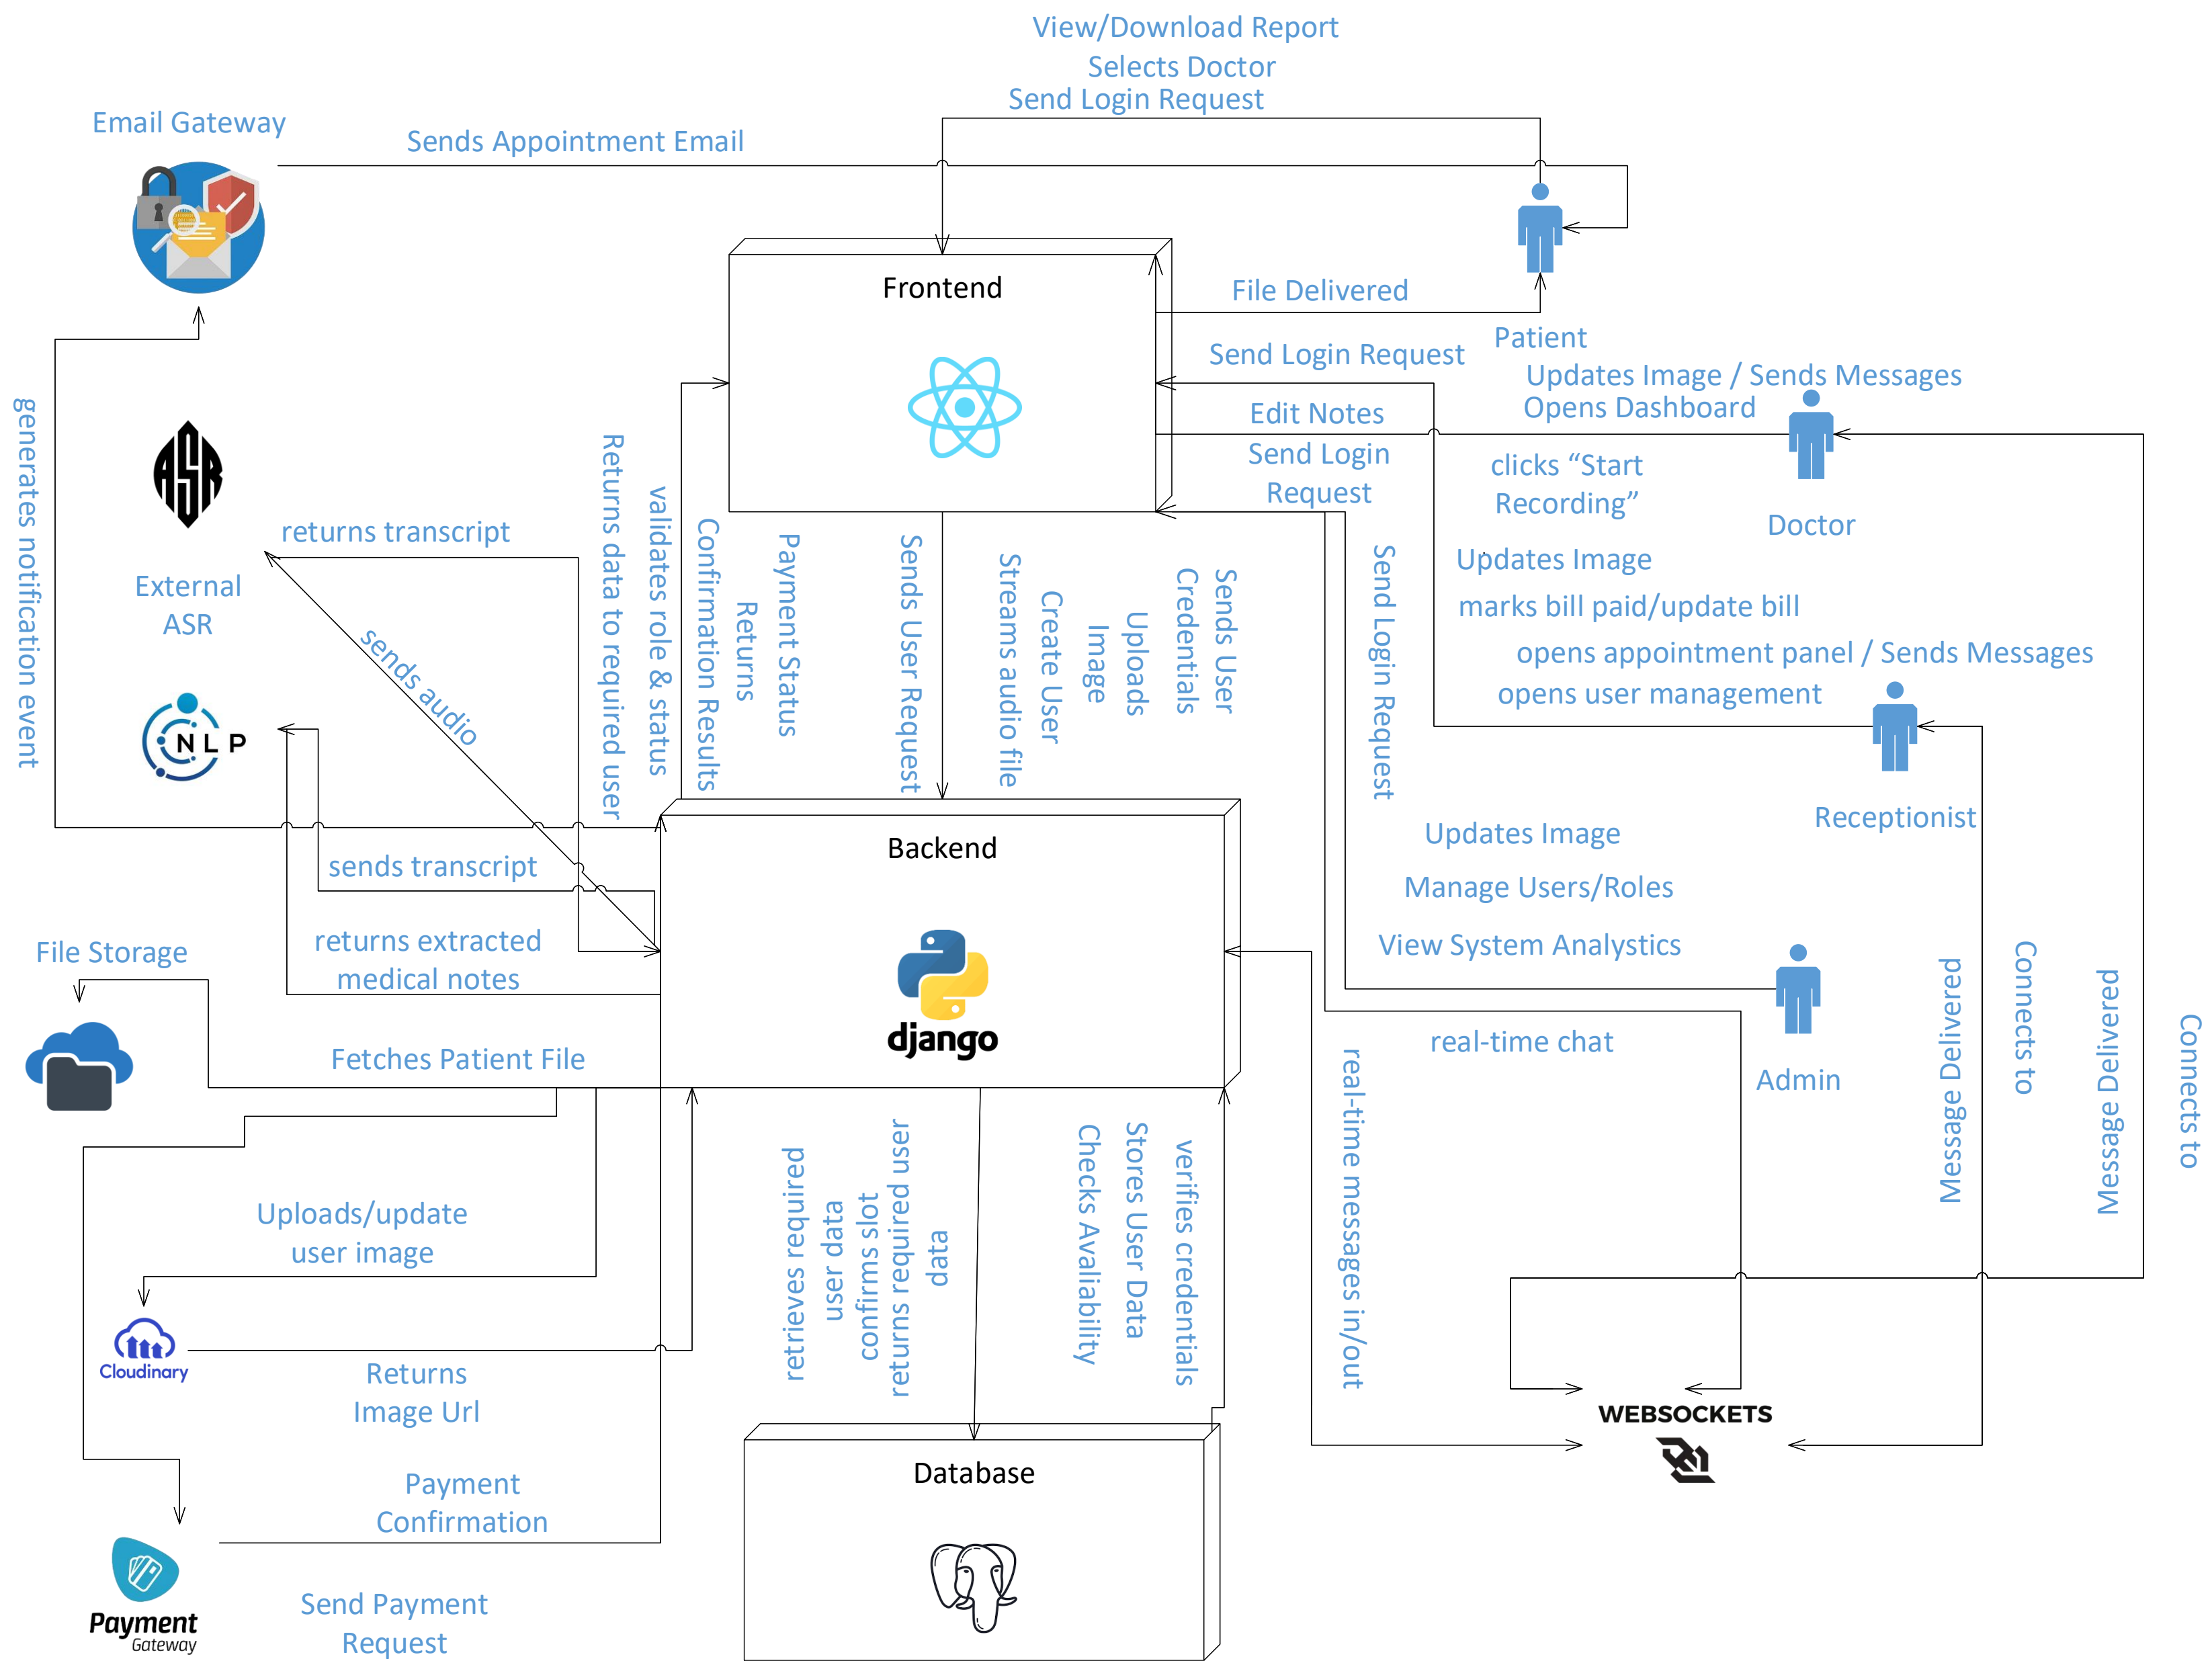 View/Download Report
Selects Doctor
Send Login Request
Email Gateway
Sends Appointment Email
Frontend
File Delivered
Send Login Request
Patient
Updates Image / Sends Messages
Opens Dashboard
Edit Notes
Send Login
Request
clicks “Start
Recording”
Doctor
generates notification event
ASR
External
ASR
returns transcript
sends audio
NLP
Returns data to required user
validates role & status
Confirmation Results
Returns
Payment Status
Sends User Request
Streams audio file
Create User
Uploads
Image
Sends User
Credentials
Send Login Request
Updates Image
marks bill paid/update bill
opens appointment panel / Sends Messages
opens user management
Receptionist
Backend
django
sends transcript
returns extracted
medical notes
File Storage
Fetches Patient File
Updates Image
Manage Users/Roles
View System Analystics
Admin
real-time chat
real-time messages in/out
Message Delivered
Connects to
Message Delivered
Connects to
Uploads/update
user image
Cloudinary
Returns
Image Url
retrieves required
user data
confirms slot
returns required user
data
Checks Avaliability
Stores User Data
verifies credentials
WEBSOCKETS
Database
Payment
Confirmation
Payment
Gateway
Send Payment
Request